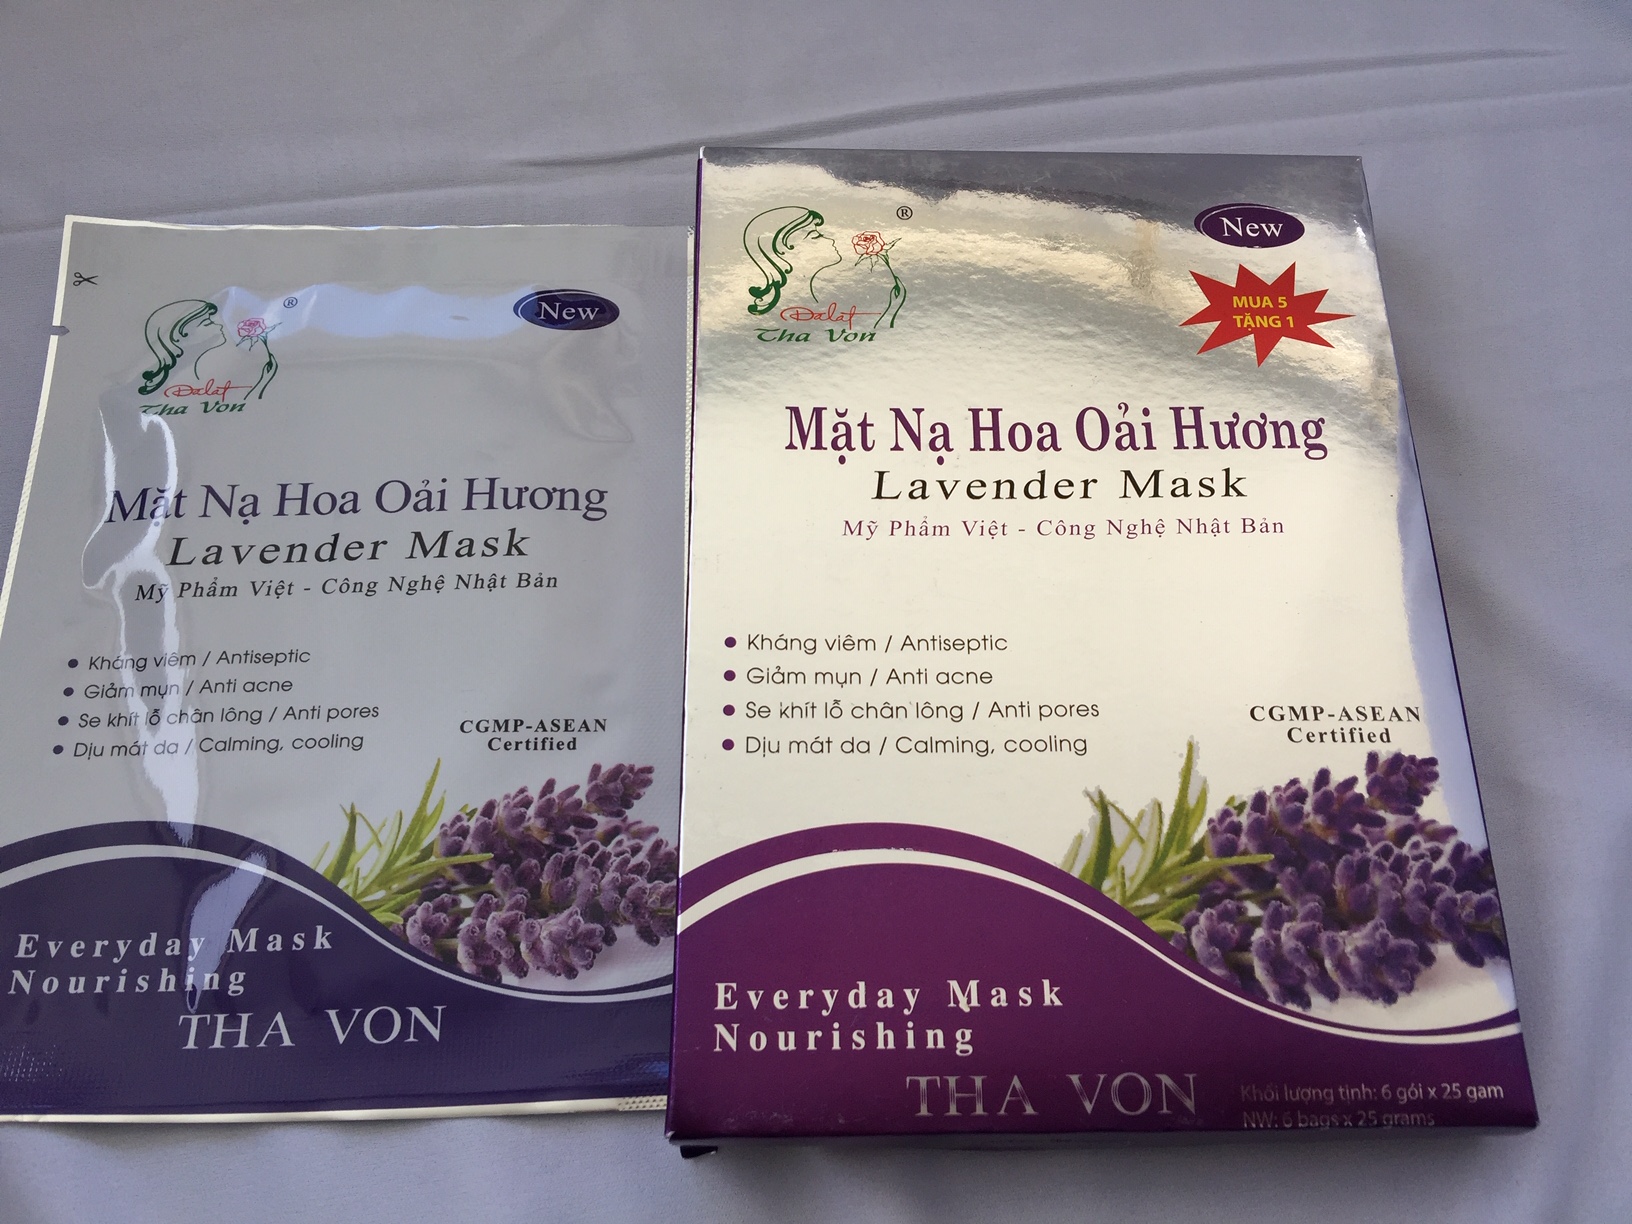 New
®
Dalat
Tha Von
Mặt Nạ Hoa Oải Hương
Lavender Mask
Mỹ Phẩm Việt - Công Nghệ Nhật Bản
Kháng viêm / Antiseptic
Giảm mụn / Anti acne
Se khít lỗ chân lông / Anti pores
Dịu mát da / Calming, cooling
CGMP-ASEAN
Certified
Everyday Mask
Nourishing
THA VON
®
New
MUA 5
TẶNG 1
Dalat
Tha Von
Mặt Nạ Hoa Oải Hương
Lavender Mask
Mỹ Phẩm Việt - Công Nghệ Nhật Bản
Kháng viêm / Antiseptic
Giảm mụn / Anti acne
Se khít lỗ chân lông / Anti pores
Dịu mát da / Calming, cooling
CGMP-ASEAN
Certified
Everyday Mask
Nourishing
THA VON
Khối lượng tịnh: 6 gói x 25 gam
NW: 6 bags x 25 grams